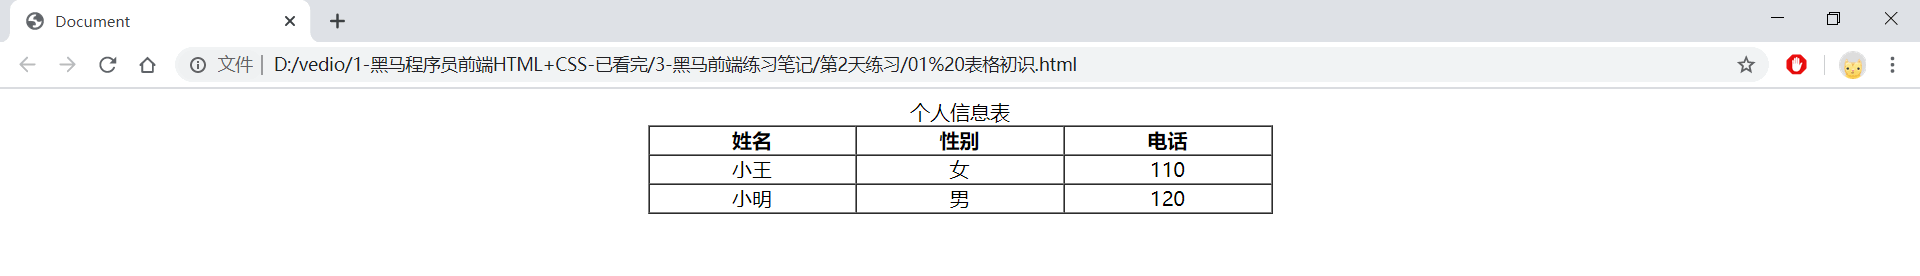 Document
文件 | D:/vedio/1-黑马程序员前端HTML+CSS-已看完/3-黑马前端练习笔记/第2天练习/01%20表格初识.html
个人信息表
姓名 性别 电话
小王 女 110
小明 男 120